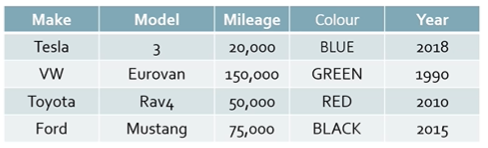 Make Model Mileage Colour Year
Tesla 3 20,000 BLUE 2018
VW Eurovan 150,000 GREEN 1990
Toyota Rav4 50,000 RED 2010
Ford Mustang 75,000 BLACK 2015